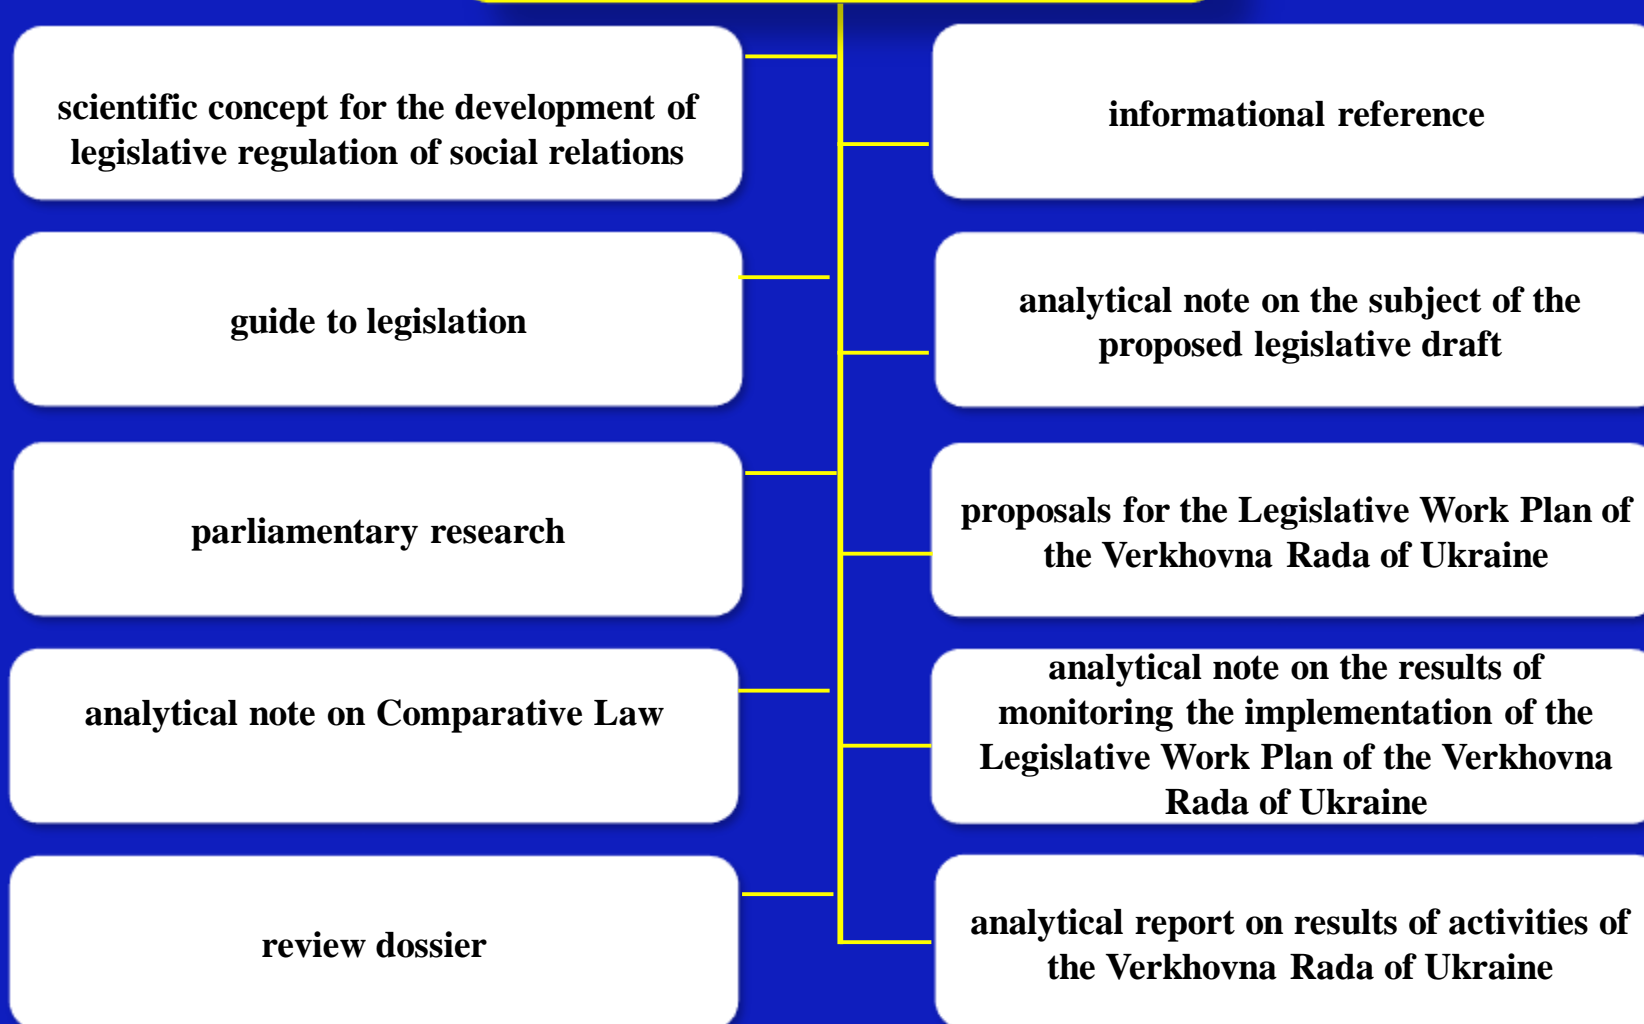 scientific concept for the development of
legislative regulation of social relations
guide to legislation
parliamentary research
analytical note on Comparative Law
review dossier
informational reference
analytical note on the subject of the
proposed legislative draft
proposals for the Legislative Work Plan of
the Verkhovna Rada of Ukraine
analytical note on the results of
monitoring the implementation of the
Legislative Work Plan of the Verkhovna
Rada of Ukraine
analytical report on results of activities of
the Verkhovna Rada of Ukraine